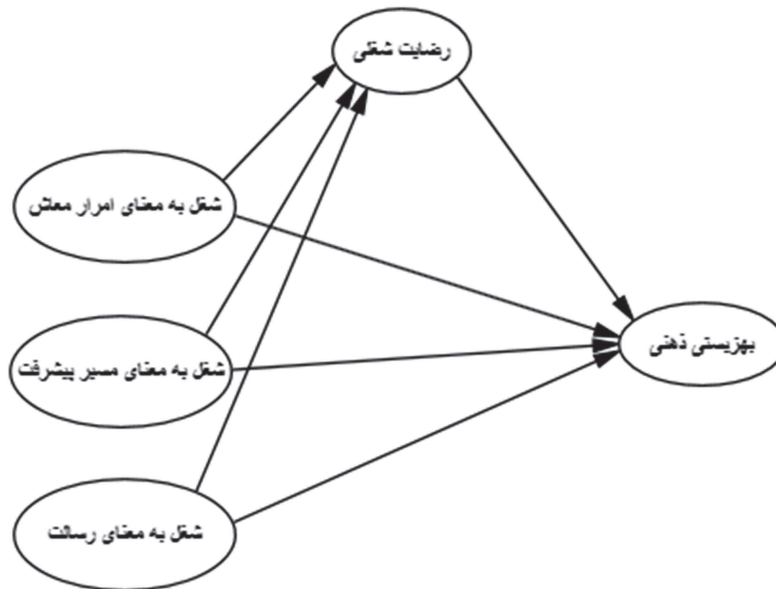 رضایت شغلی
شغل به معنای امرار معاش
بهزیستی ذهنی
شغل به معنای مسیر پیشرفت
شغل به معنای رسالت